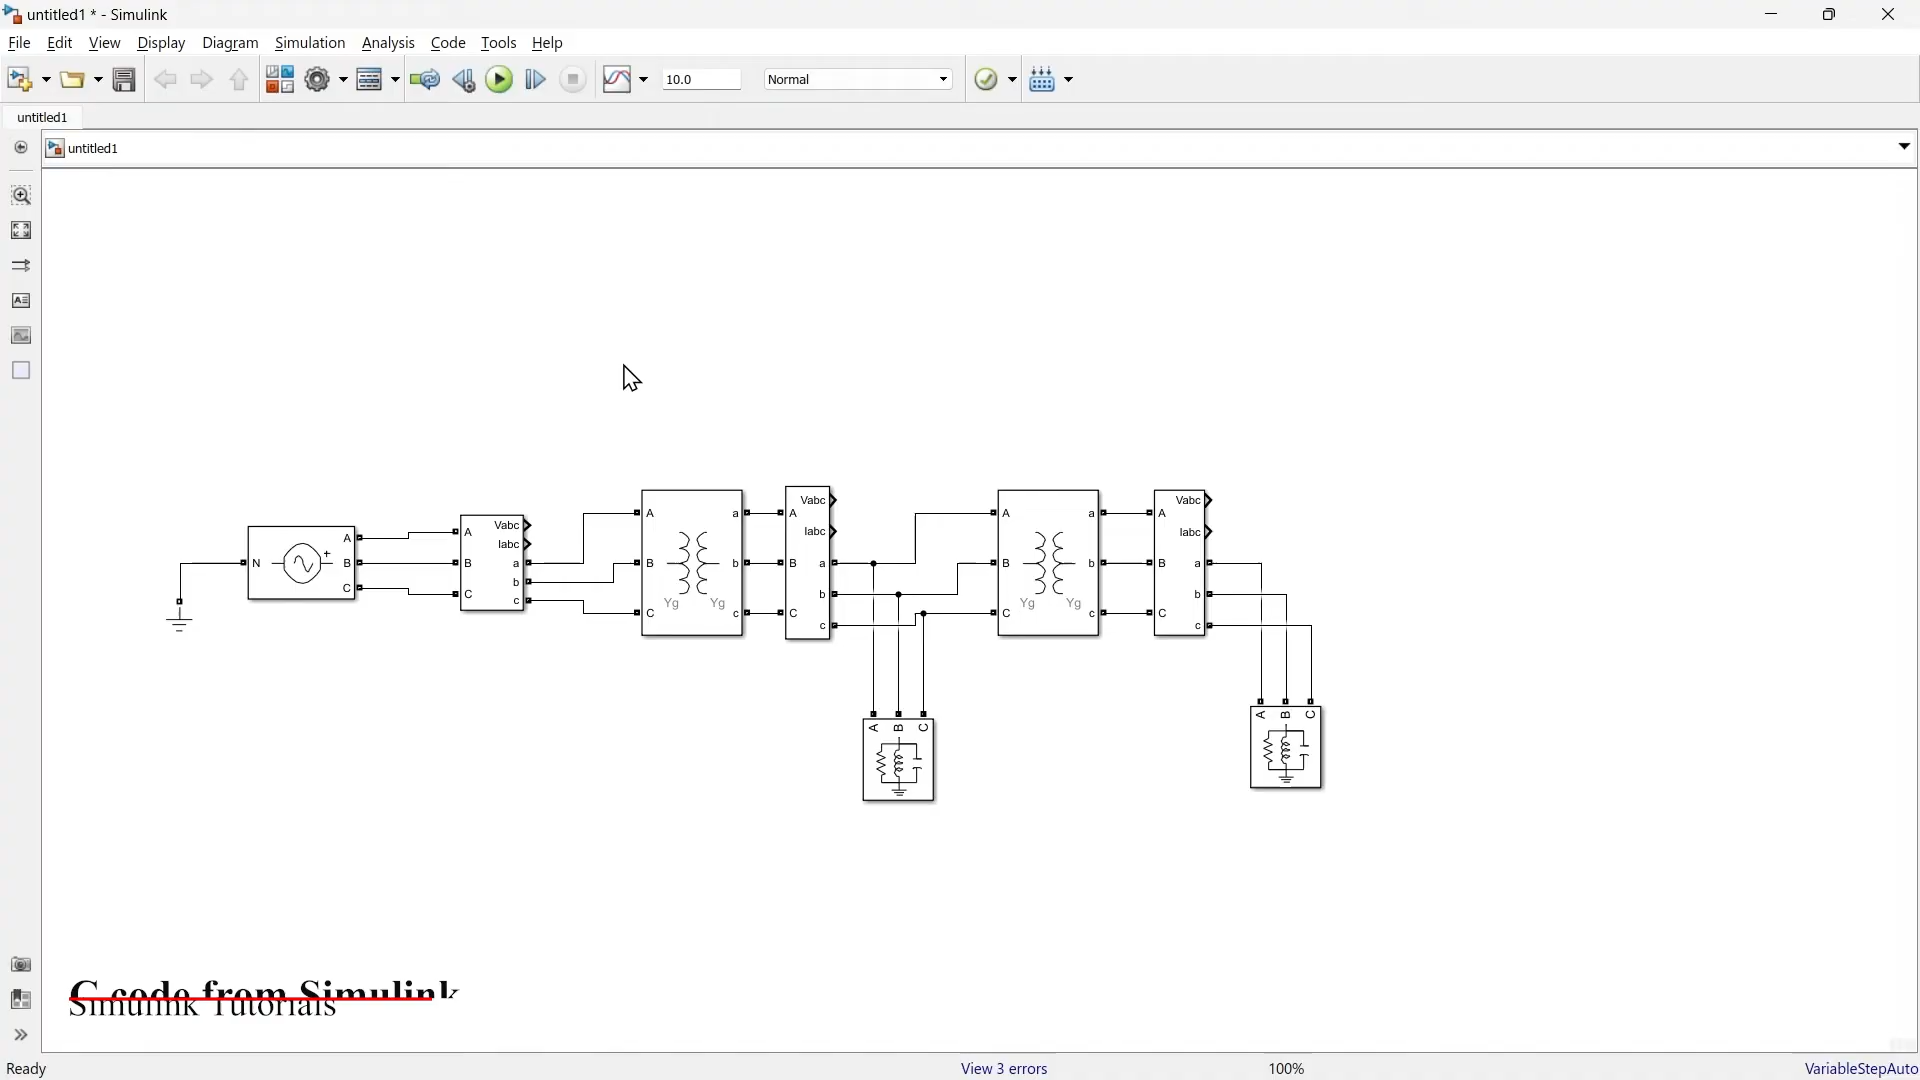 untitled1 * - Simulink
File Edit View Display Diagram Simulation Analysis Code Tools Help
10.0 Normal
untitled1
untitled1
Vabc
Iabc
A
B
C
a
b
c
N
A
B
C
A
B
C
a
b
c
Yg Yg
Vabc
Iabc
A
B
C
a
b
c
A
B
C
a
b
c
Yg Yg
Vabc
Iabc
A
B
C
a
b
c
A B C
A B C
C code from Simulink
Simulink Tutorials
Ready View 3 errors 100% VariableStepAuto